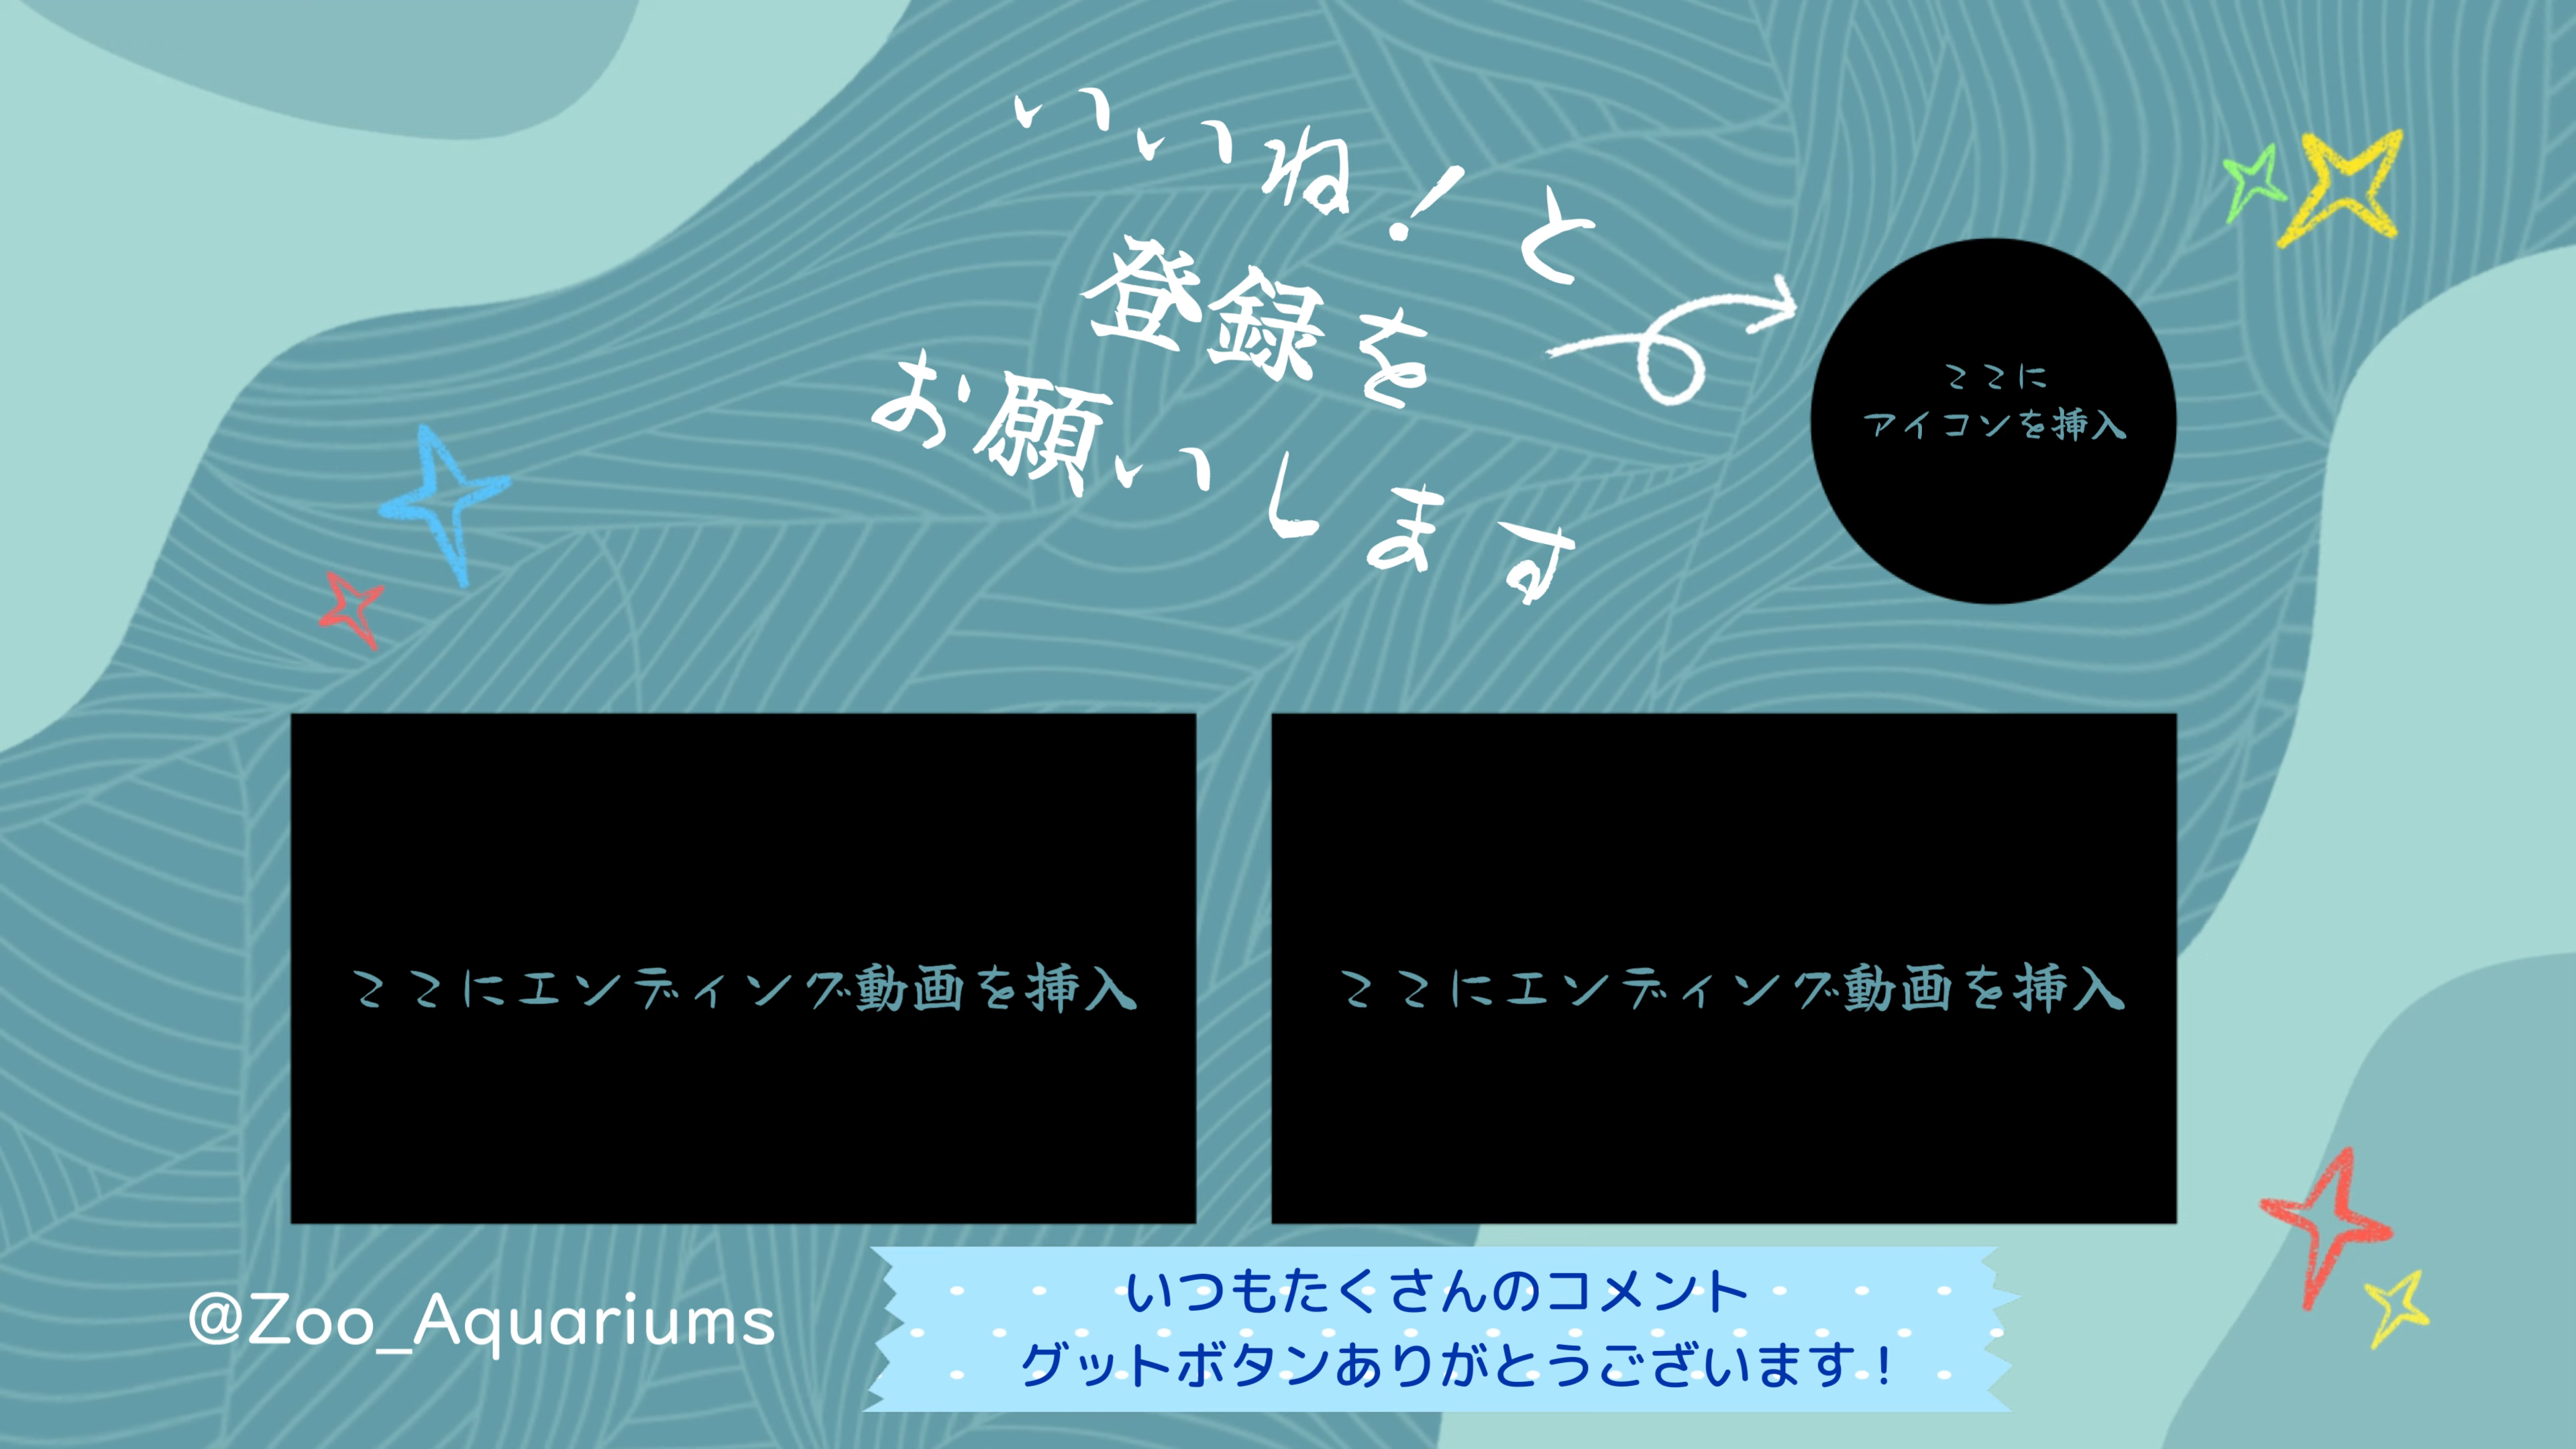 いいね！と
登録を
お願いします
ここに
アイコンを挿入
ここにエンディング動画を挿入
ここにエンディング動画を挿入
@Zoo_Aquariums
いつもたくさんのコメント
グットボタンありがとうございます！